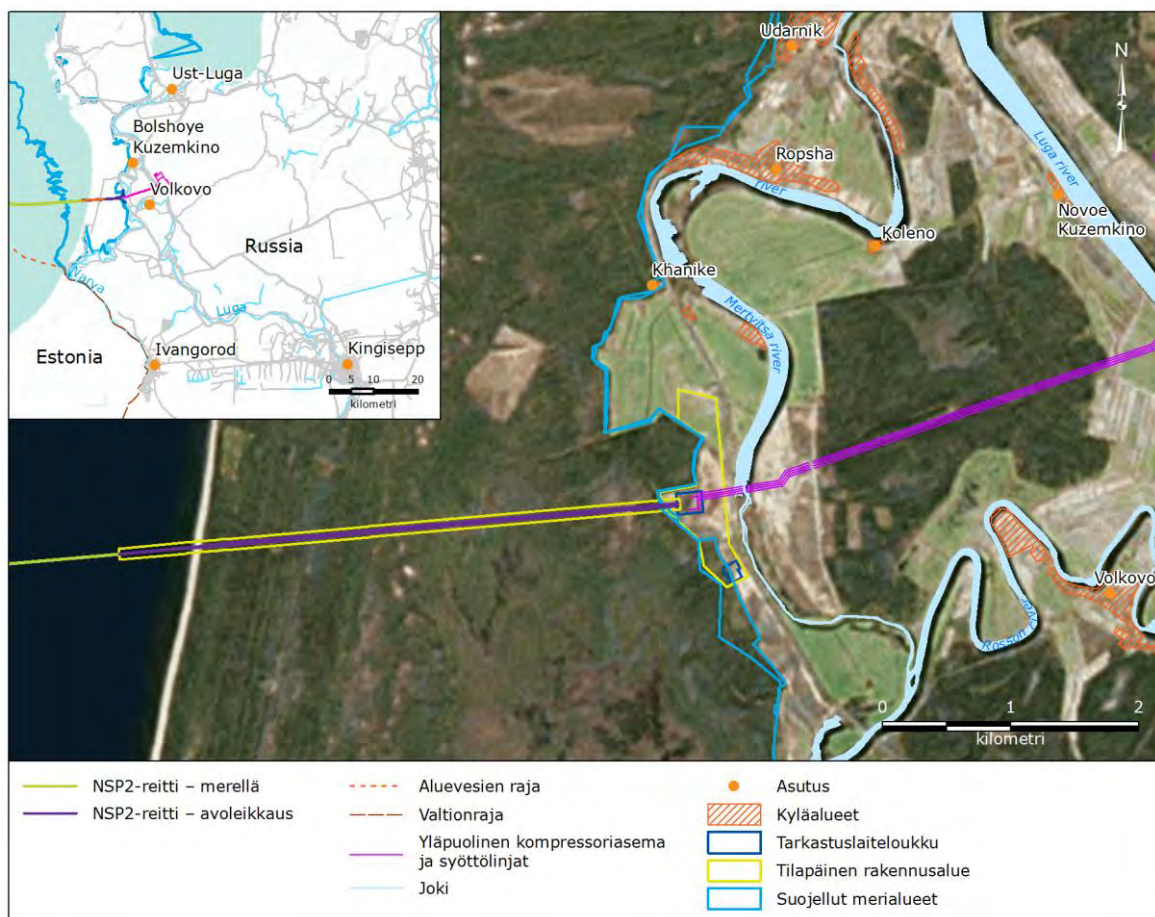 Ust-Luga
Bolshoye
Kuzemkino
Volkovo
Russia
Narva
Luga
Estonia
Ivangorod
Kingisepp
0 5 10 20
kilometri
Udarnik
N
Ropsha
river
Luga river
Novoe
Kuzemkino
Koleno
Khanike
Mertvitsa river
Volkovo
Rosson river
0 1 2
kilometri
NSP2-reitti – merellä
NSP2-reitti – avoleikkaus
Aluevesien raja
Valtionraja
Yläpuolinen kompressoriasema
ja syöttölinjat
Joki
Asutus
Kyläalueet
Tarkastuslaiteloukku
Tilapäinen rakennusalue
Suojellut merialueet